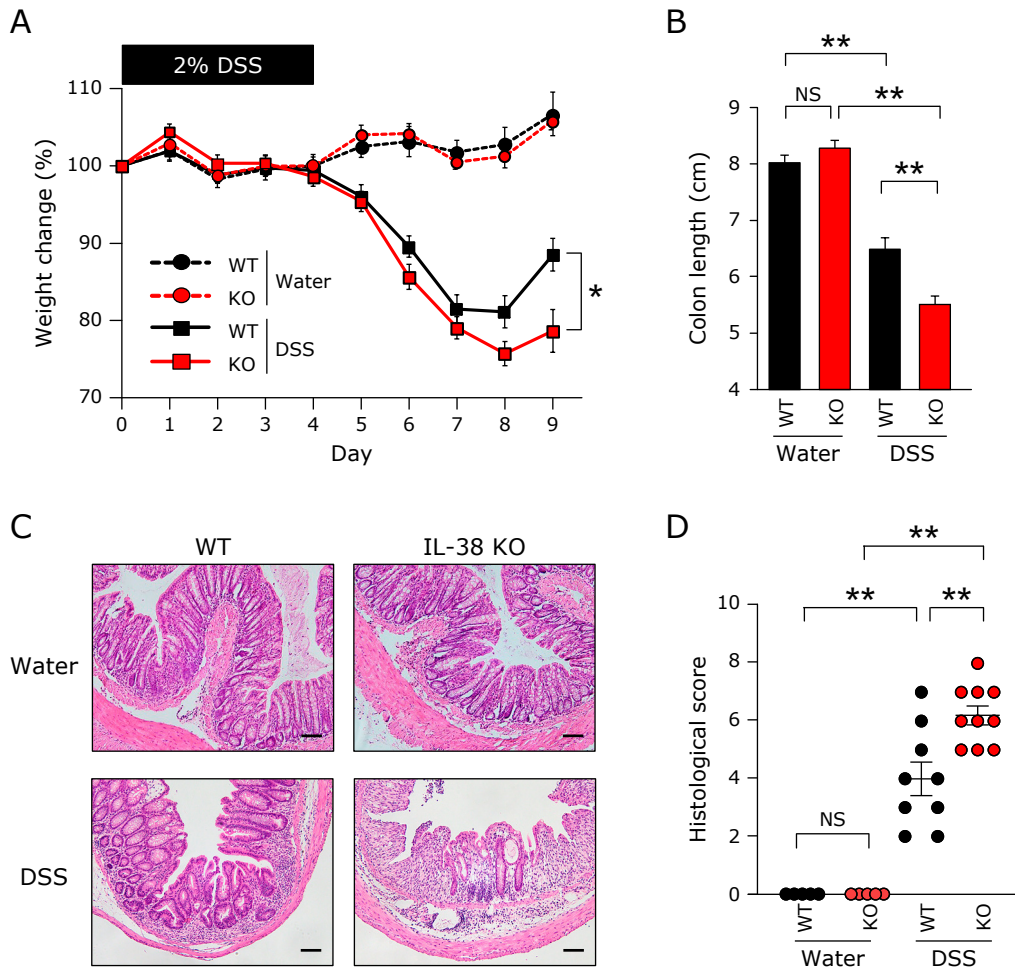 A
2% DSS
110
100
90
80
70
Weight change (%)
WT
KO
Water
WT
KO
DSS
*
0 1 2 3 4 5 6 7 8 9
Day
B
**
NS
**
**
9
8
7
6
5
4
Colon length (cm)
WT KO WT KO
Water DSS
C
WT IL-38 KO
Water
DSS
D
**
**
**
10
8
6
4
2
0
Histological score
NS
WT KO WT KO
Water DSS